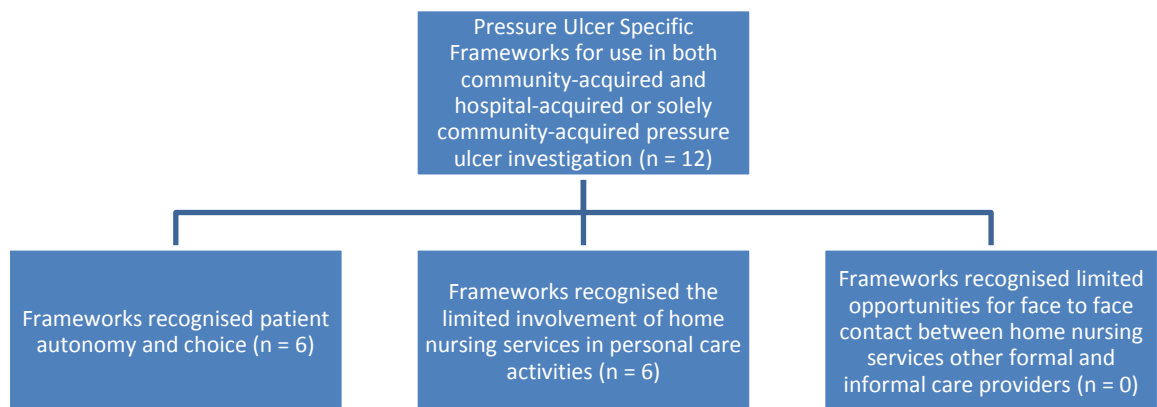 Pressure Ulcer Specific
Frameworks for use in both
community-acquired and
hospital-acquired or solely
community-acquired pressure
ulcer investigation (n = 12)
Frameworks recognised patient
autonomy and choice (n = 6)
Frameworks recognised the
limited involvement of home
nursing services in personal care
activities (n = 6)
Frameworks recognised limited
opportunities for face to face
contact between home nursing
services other formal and
informal care providers (n = 0)